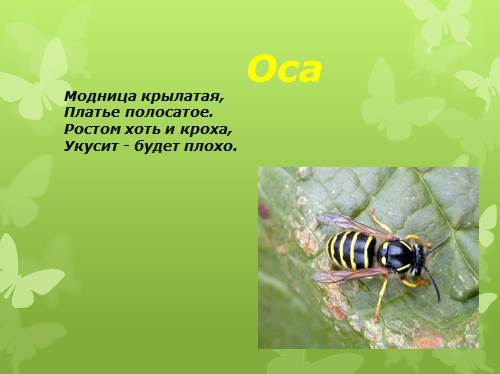 Оса
Модница крылатая,
Платье полосатое.
Ростом хоть и кроха,
Укусит - будет плохо.